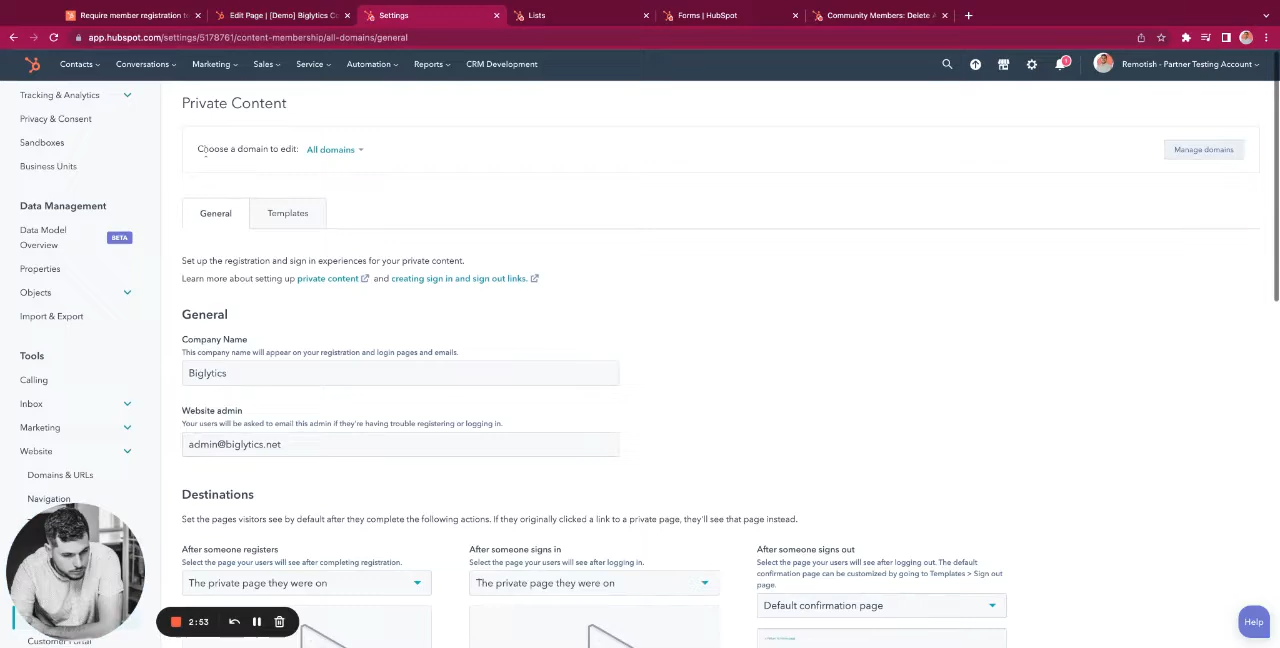 Require member registration t
Edit Page | [Demo] Biglytics C
Settings
Lists
Forms | HubSpot
Community Members: Delete A
app.hubspot.com/settings/5178761/content-membership/all-domains/general
Contacts
Conversations
Marketing
Sales
Service
Automation
Reports
CRM Development
1
Remotish - Partner Testing Account
Tracking & Analytics
Privacy & Consent
Sandboxes
Business Units
Data Management
Data Model
Overview
BETA
Properties
Objects
Import & Export
Tools
Calling
Inbox
Marketing
Website
Domains & URLs
Navigation
Customer Portal
Private Content
Choose a domain to edit: All domains
Manage domains
General
Templates
Set up the registration and sign in experiences for your private content.
Learn more about setting up private content and creating sign in and sign out links.
General
Company Name
This company name will appear on your registration and login pages and emails.
Biglytics
Website admin
Your users will be asked to email this admin if they're having trouble registering or logging in.
admin@biglytics.net
Destinations
Set the pages visitors see by default after they complete the following actions. If they originally clicked a link to a private page, they'll see that page instead.
After someone registers
Select the page your users will see after completing registration.
The private page they were on
After someone signs in
Select the page your users will see after logging in.
The private page they were on
After someone signs out
Select the page your users will see after logging out. The default
confirmation page can be customized by going to Templates > Sign out
page.
Default confirmation page
2:53
Help